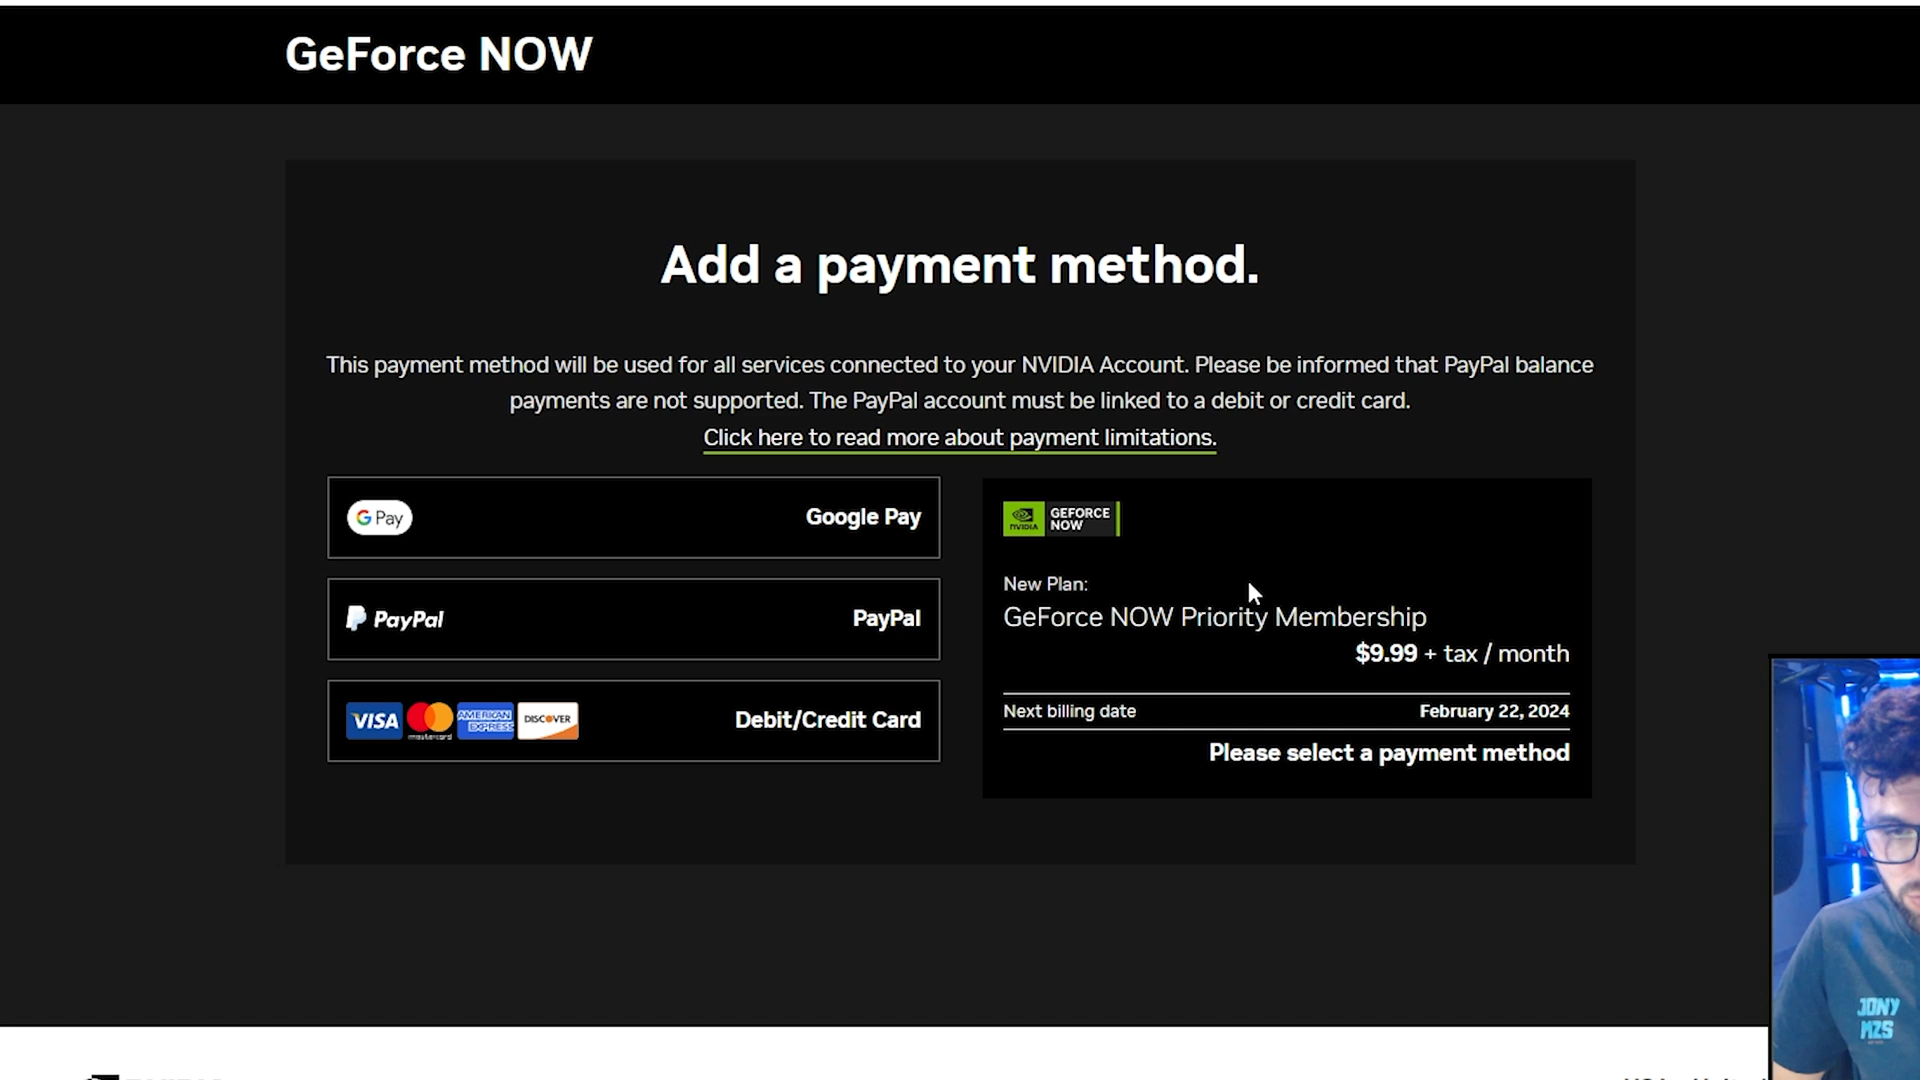 GeForce NOW
Add a payment method.
This payment method will be used for all services connected to your NVIDIA Account. Please be informed that PayPal balance
payments are not supported. The PayPal account must be linked to a debit or credit card.
Click here to read more about payment limitations.
G Pay
Google Pay
PayPal
PayPal
VISA
mastercard
AMERICAN
EXPRESS
DISCOVER
Debit/Credit Card
NVIDIA
GEFORCE
NOW
New Plan:
GeForce NOW Priority Membership
$9.99 + tax / month
Next billing date
February 22, 2024
Please select a payment method
JONY
MZS